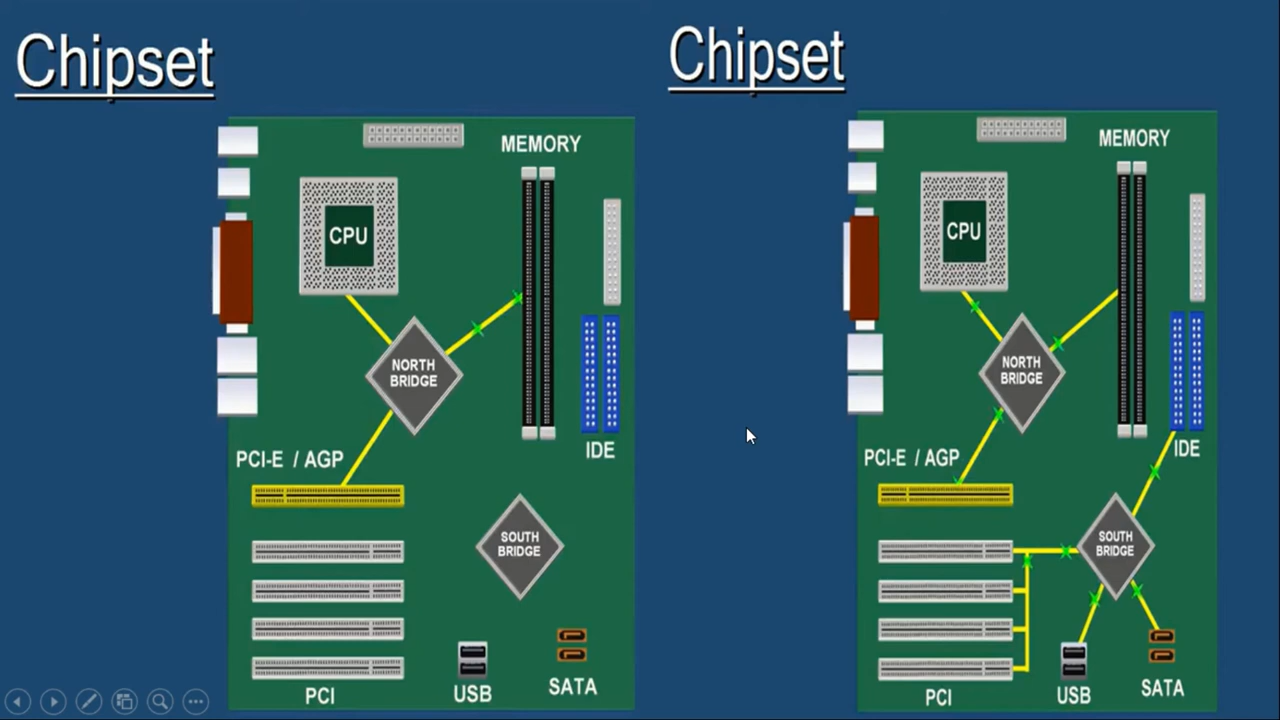 Chipset
MEMORY
CPU
NORTH
BRIDGE
PCI-E / AGP
IDE
SOUTH
BRIDGE
PCI
USB
SATA
Chipset
MEMORY
CPU
NORTH
BRIDGE
PCI-E / AGP
IDE
SOUTH
BRIDGE
PCI
USB
SATA